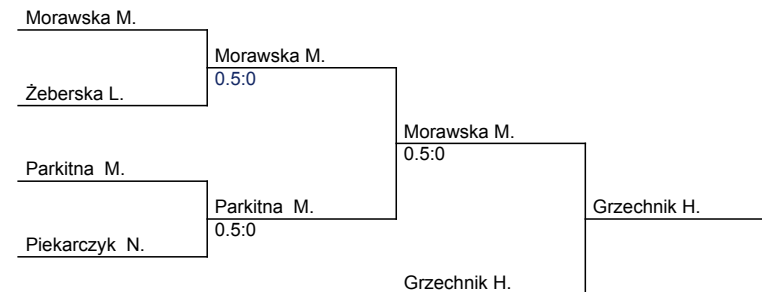 Morawska M.
Morawska M.
0.5:0
Żeberska L.
Morawska M.
0.5:0
Parkitna  M.
Parkitna  M.
0.5:0
Grzechnik H.
Piekarczyk  N.
Grzechnik H.